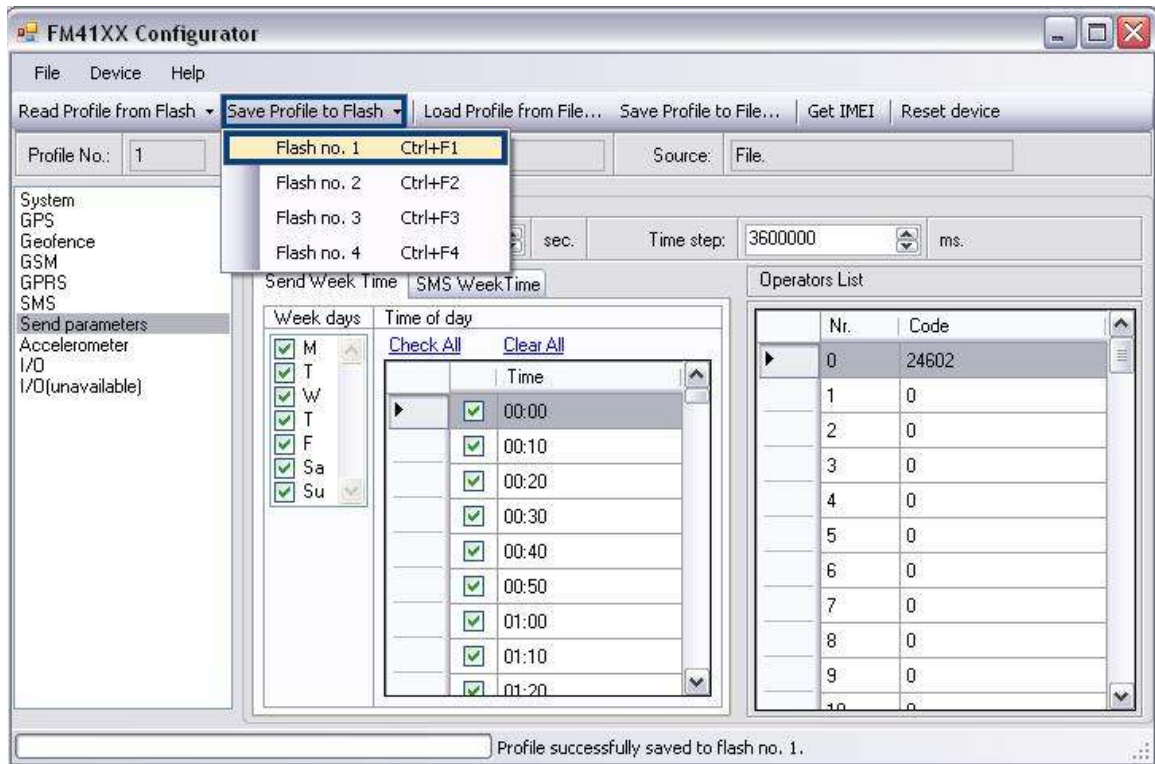 FM41XX Configurator
File Device Help
Read Profile from Flash Save Profile to Flash Load Profile from File... Save Profile to File... Get IMEI Reset device
Flash no. 1 Ctrl+F1
Flash no. 2 Ctrl+F2
Flash no. 3 Ctrl+F3
Flash no. 4 Ctrl+F4
Profile No.: 1 Source: File.
System
GPS
Geofence
GSM
GPRS
SMS
Send parameters
Accelerometer
I/O
I/O(unavailable)
sec. Time step: 3600000 ms.
Send Week Time SMS WeekTime
Week days
M
T
W
T
F
Sa
Su
Time of day
Check All Clear All
Time
00:00
00:10
00:20
00:30
00:40
00:50
01:00
01:10
01:20
Operators List
Nr. Code
0 24602
1 0
2 0
3 0
4 0
5 0
6 0
7 0
8 0
9 0
10 0
Profile successfully saved to flash no. 1.